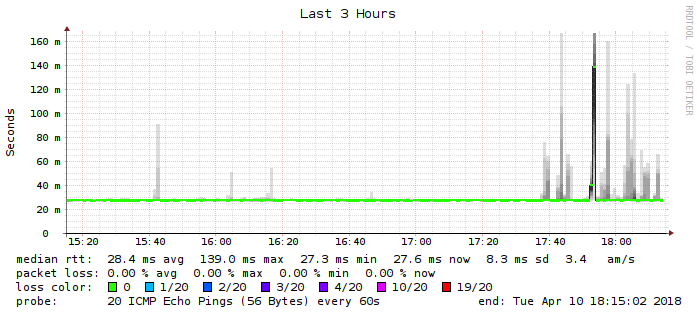 Last 3 Hours
RRDTOOL / TOBI OETIKER
Seconds
160 m
140 m
120 m
100 m
80 m
60 m
40 m
20 m
0
15:20 15:40 16:00 16:20 16:40 17:00 17:20 17:40 18:00
median rtt: 28.4 ms avg 139.0 ms max 27.3 ms min 27.6 ms now 8.3 ms sd 3.4 am/s
packet loss: 0.00 % avg 0.00 % max 0.00 % min 0.00 % now
loss color: 0 1/20 2/20 3/20 4/20 10/20 19/20
probe: 20 ICMP Echo Pings (56 Bytes) every 60s end: Tue Apr 10 18:15:02 2018